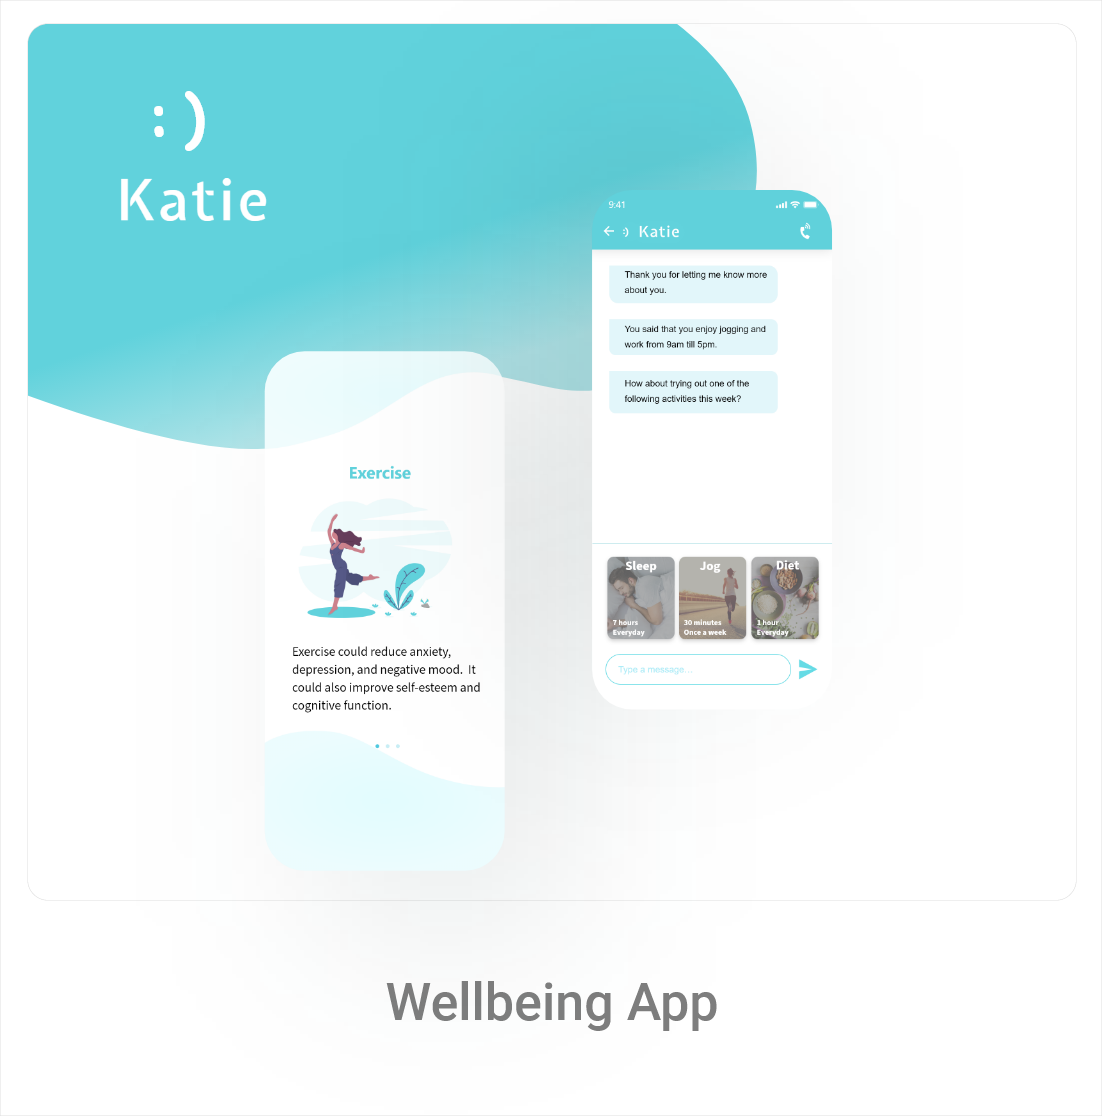 :)
Katie
9:41
:) Katie
Thank you for letting me know more
about you.
You said that you enjoy jogging and
work from 9am till 5pm.
How about trying out one of the
following activities this week?
Sleep
7 hours
Everyday
Jog
30 minutes
Once a week
Diet
1 hour
Everyday
Type a message...
Exercise
Exercise could reduce anxiety,
depression, and negative mood.  It
could also improve self-esteem and
cognitive function.
Wellbeing App